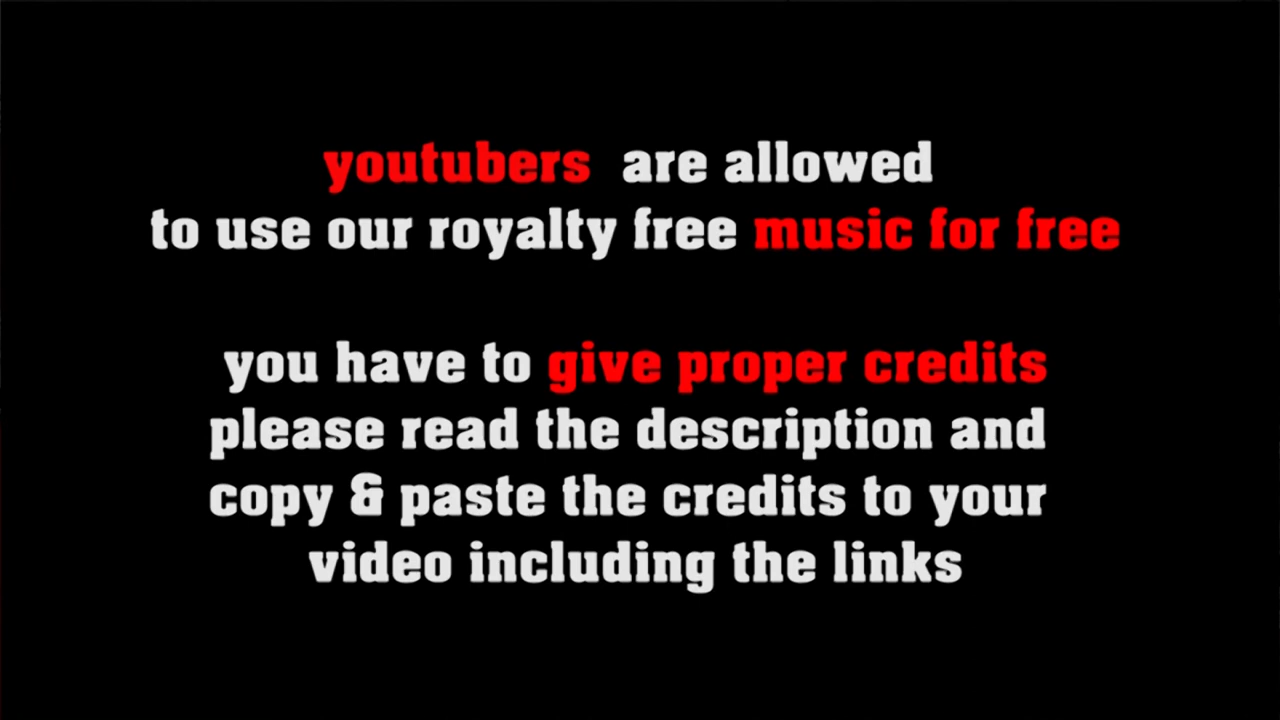 youtubers are allowed
to use our royalty free music for free
you have to give proper credits
please read the description and
copy & paste the credits to your
video including the links